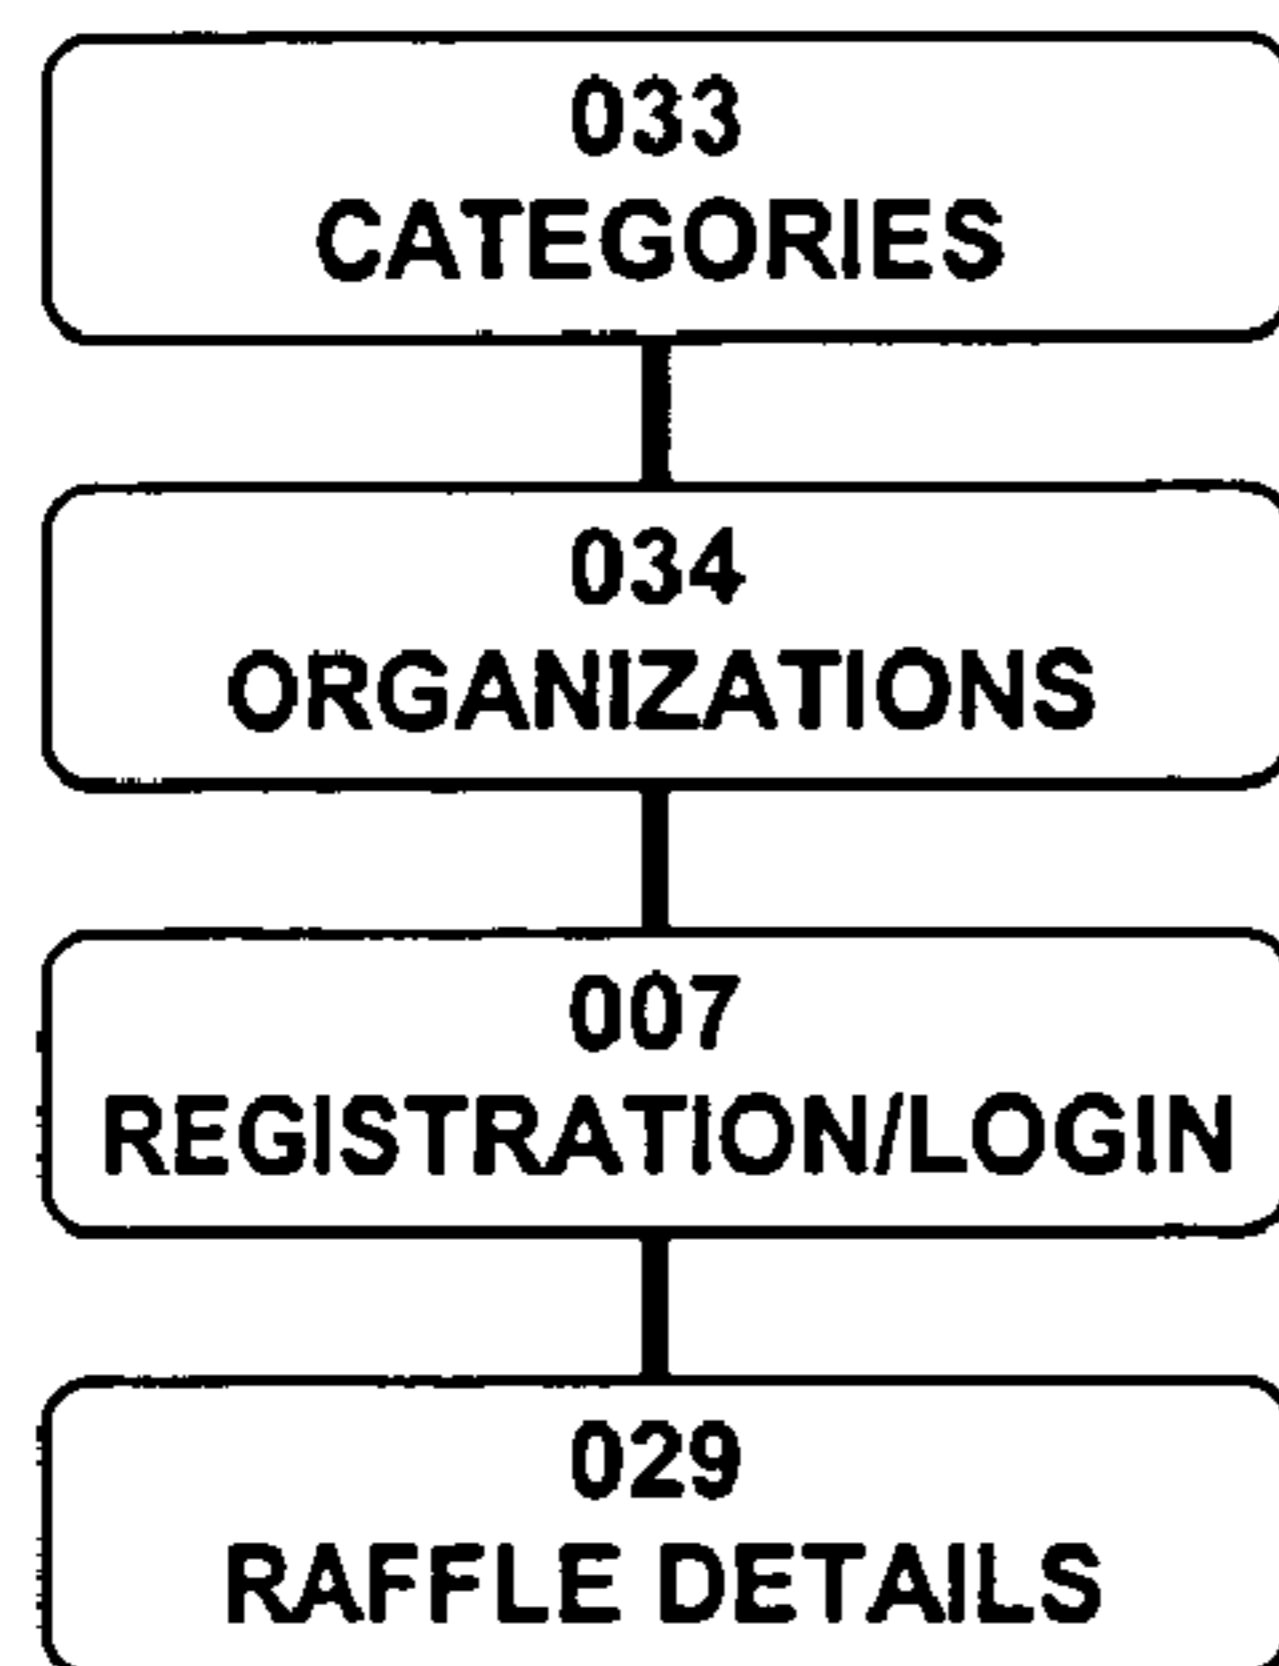 033
CATEGORIES
034
ORGANIZATIONS
007
REGISTRATION/LOGIN
029
RAFFLE DETAILS